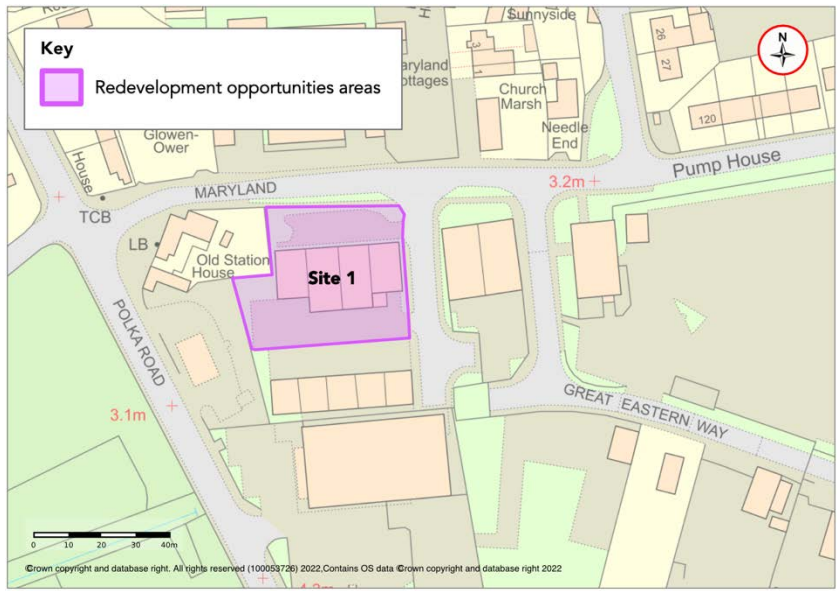 Sunnyside
N
Key
Redevelopment opportunities areas
26
27
3
1
Cottages
Church
Marsh
120
Glowen-
Ower
Needle
End
House
Pump House
MARYLAND
3.2m
TCB
LB
Old Station
House
Site 1
POLKA ROAD
GREAT EASTERN WAY
3.1m
0 10 20 30 40m
©rown copyright and database right. All rights reserved (100053726) 2022,Contains OS data ©rown copyright and database right 2022